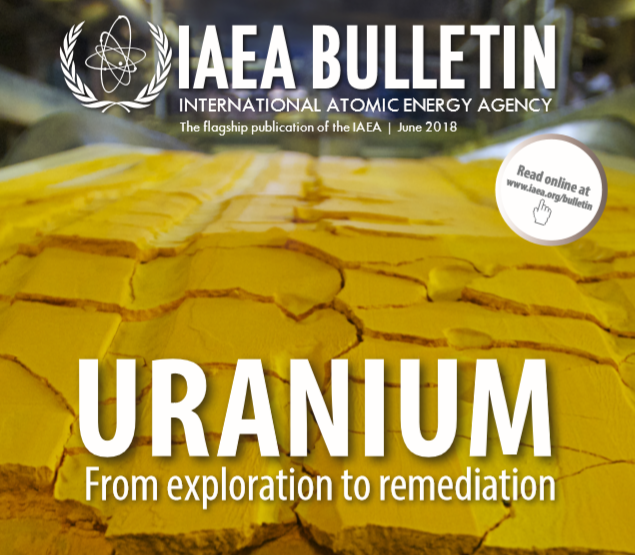 IAEA BULLETIN
INTERNATIONAL ATOMIC ENERGY AGENCY
The flagship publication of the IAEA | June 2018
Read online at
www.iaea.org/bulletin
URANIUM
From exploration to remediation